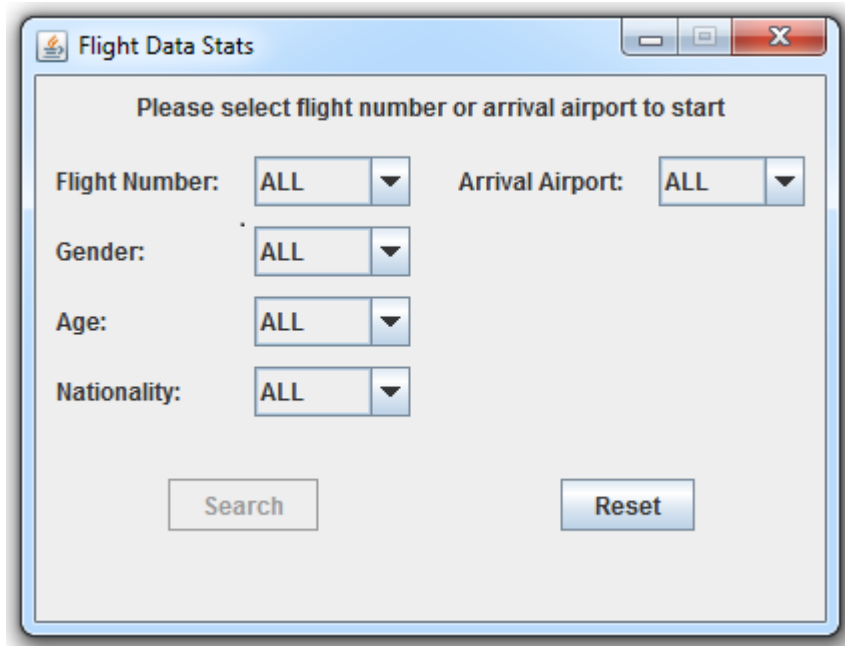 Flight Data Stats
Please select flight number or arrival airport to start
Flight Number: ALL Arrival Airport: ALL
Gender: ALL
Age: ALL
Nationality: ALL
Search Reset